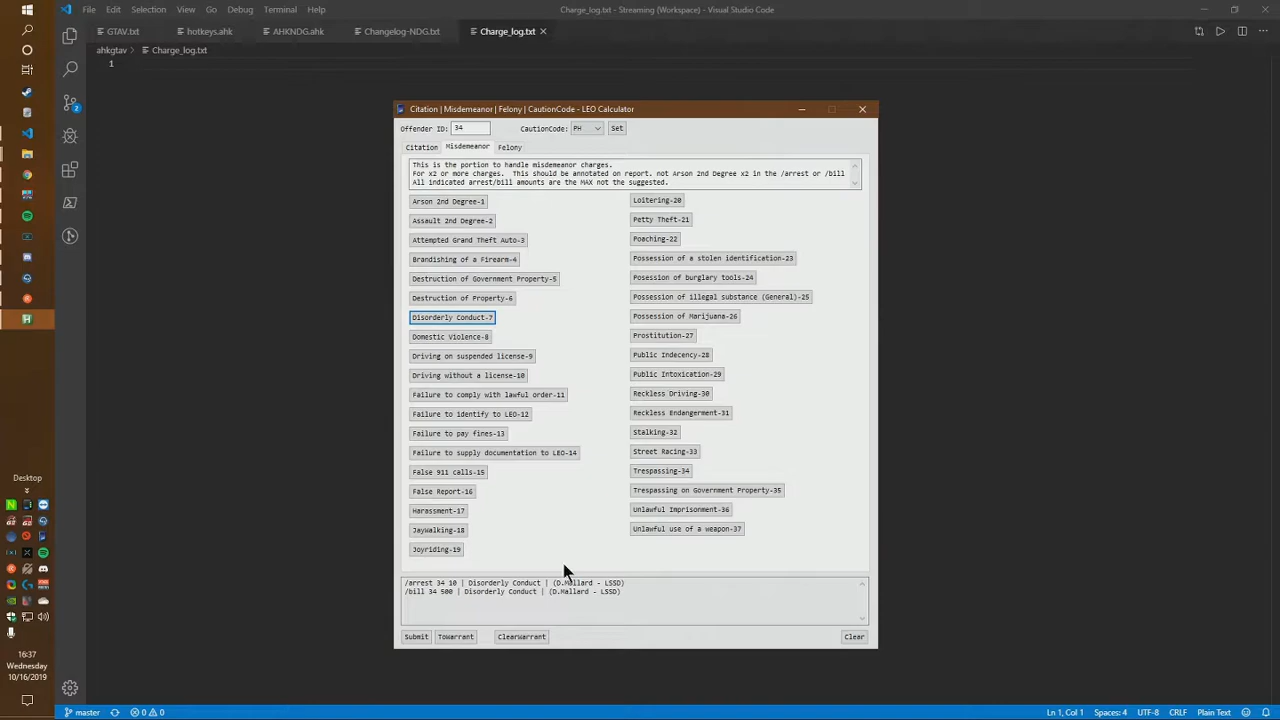 File Edit Selection View Go Debug Terminal Help
Charge_log.txt - Streaming (Workspace) - Visual Studio Code
GTAV.txt hotkeys.ahk AHKNDG.ahk Changelog-NDG.txt Charge_log.txt
ahkgtav > Charge_log.txt
1
Citation | Misdemeanor | Felony | CautionCode - LEO Calculator
Offender ID: 34 CautionCode: PH Set
Citation Misdemeanor Felony
This is the portion to handle misdemeanor charges.
For x2 or more charges. This should be annotated on report. not Arson 2nd Degree x2 in the /arrest or /bill
All indicated arrest/bill amounts are the MAX not the suggested.
Arson 2nd Degree-1
Assault 2nd Degree-2
Attempted Grand Theft Auto-3
Brandishing of a Firearm-4
Destruction of Government Property-5
Destruction of Property-6
Disorderly Conduct-7
Domestic Violence-8
Driving on suspended license-9
Driving without a license-10
Failure to comply with lawful order-11
Failure to identify to LEO-12
Failure to pay fines-13
Failure to supply documentation to LEO-14
False 911 calls-15
False Report-16
Harassment-17
JayWalking-18
Joyriding-19
Loitering-20
Petty Theft-21
Poaching-22
Possession of a stolen identification-23
Posession of burglary tools-24
Possession of illegal substance (General)-25
Possession of Marijuana-26
Prostitution-27
Public Indecency-28
Public Intoxication-29
Reckless Driving-30
Reckless Endangerment-31
Stalking-32
Street Racing-33
Trespassing-34
Trespassing on Government Property-35
Unlawful Imprisonment-36
Unlawful use of a weapon-37
/arrest 34 10 | Disorderly Conduct | (D.Mallard - LSSD)
/bill 34 500 | Disorderly Conduct | (D.Mallard - LSSD)
Submit ToWarrant ClearWarrant Clear
2
Desktop
16:37
Wednesday
10/16/2019
master 0 0 Ln 1, Col 1 Spaces: 4 UTF-8 CRLF Plain Text